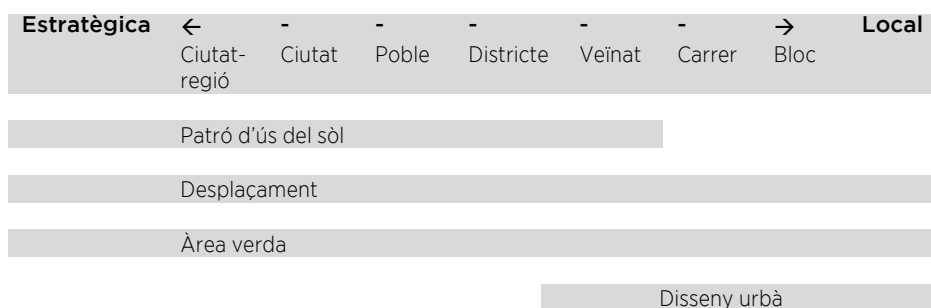 Estratègica ← - - - - - → Local
Ciutat- Ciutat Poble Districte Veïnat Carrer Bloc
regió
Patró d'ús del sòl
Desplaçament
Àrea verda
Disseny urbà